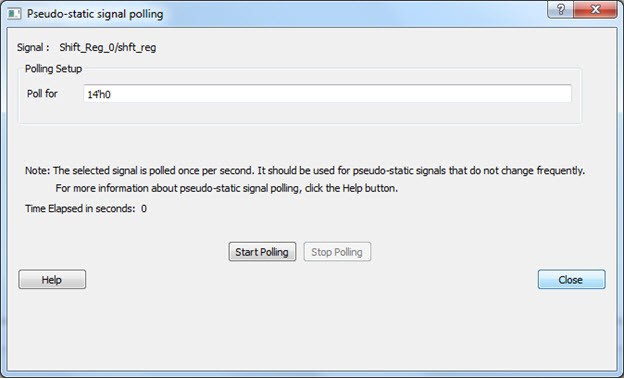 Pseudo-static signal polling
Signal : Shift_Reg_0/shft_reg
Polling Setup
Poll for 14'h0
Note: The selected signal is polled once per second. It should be used for pseudo-static signals that do not change frequently.
For more information about pseudo-static signal polling, click the Help button.
Time Elapsed in seconds: 0
Start Polling Stop Polling
Help Close